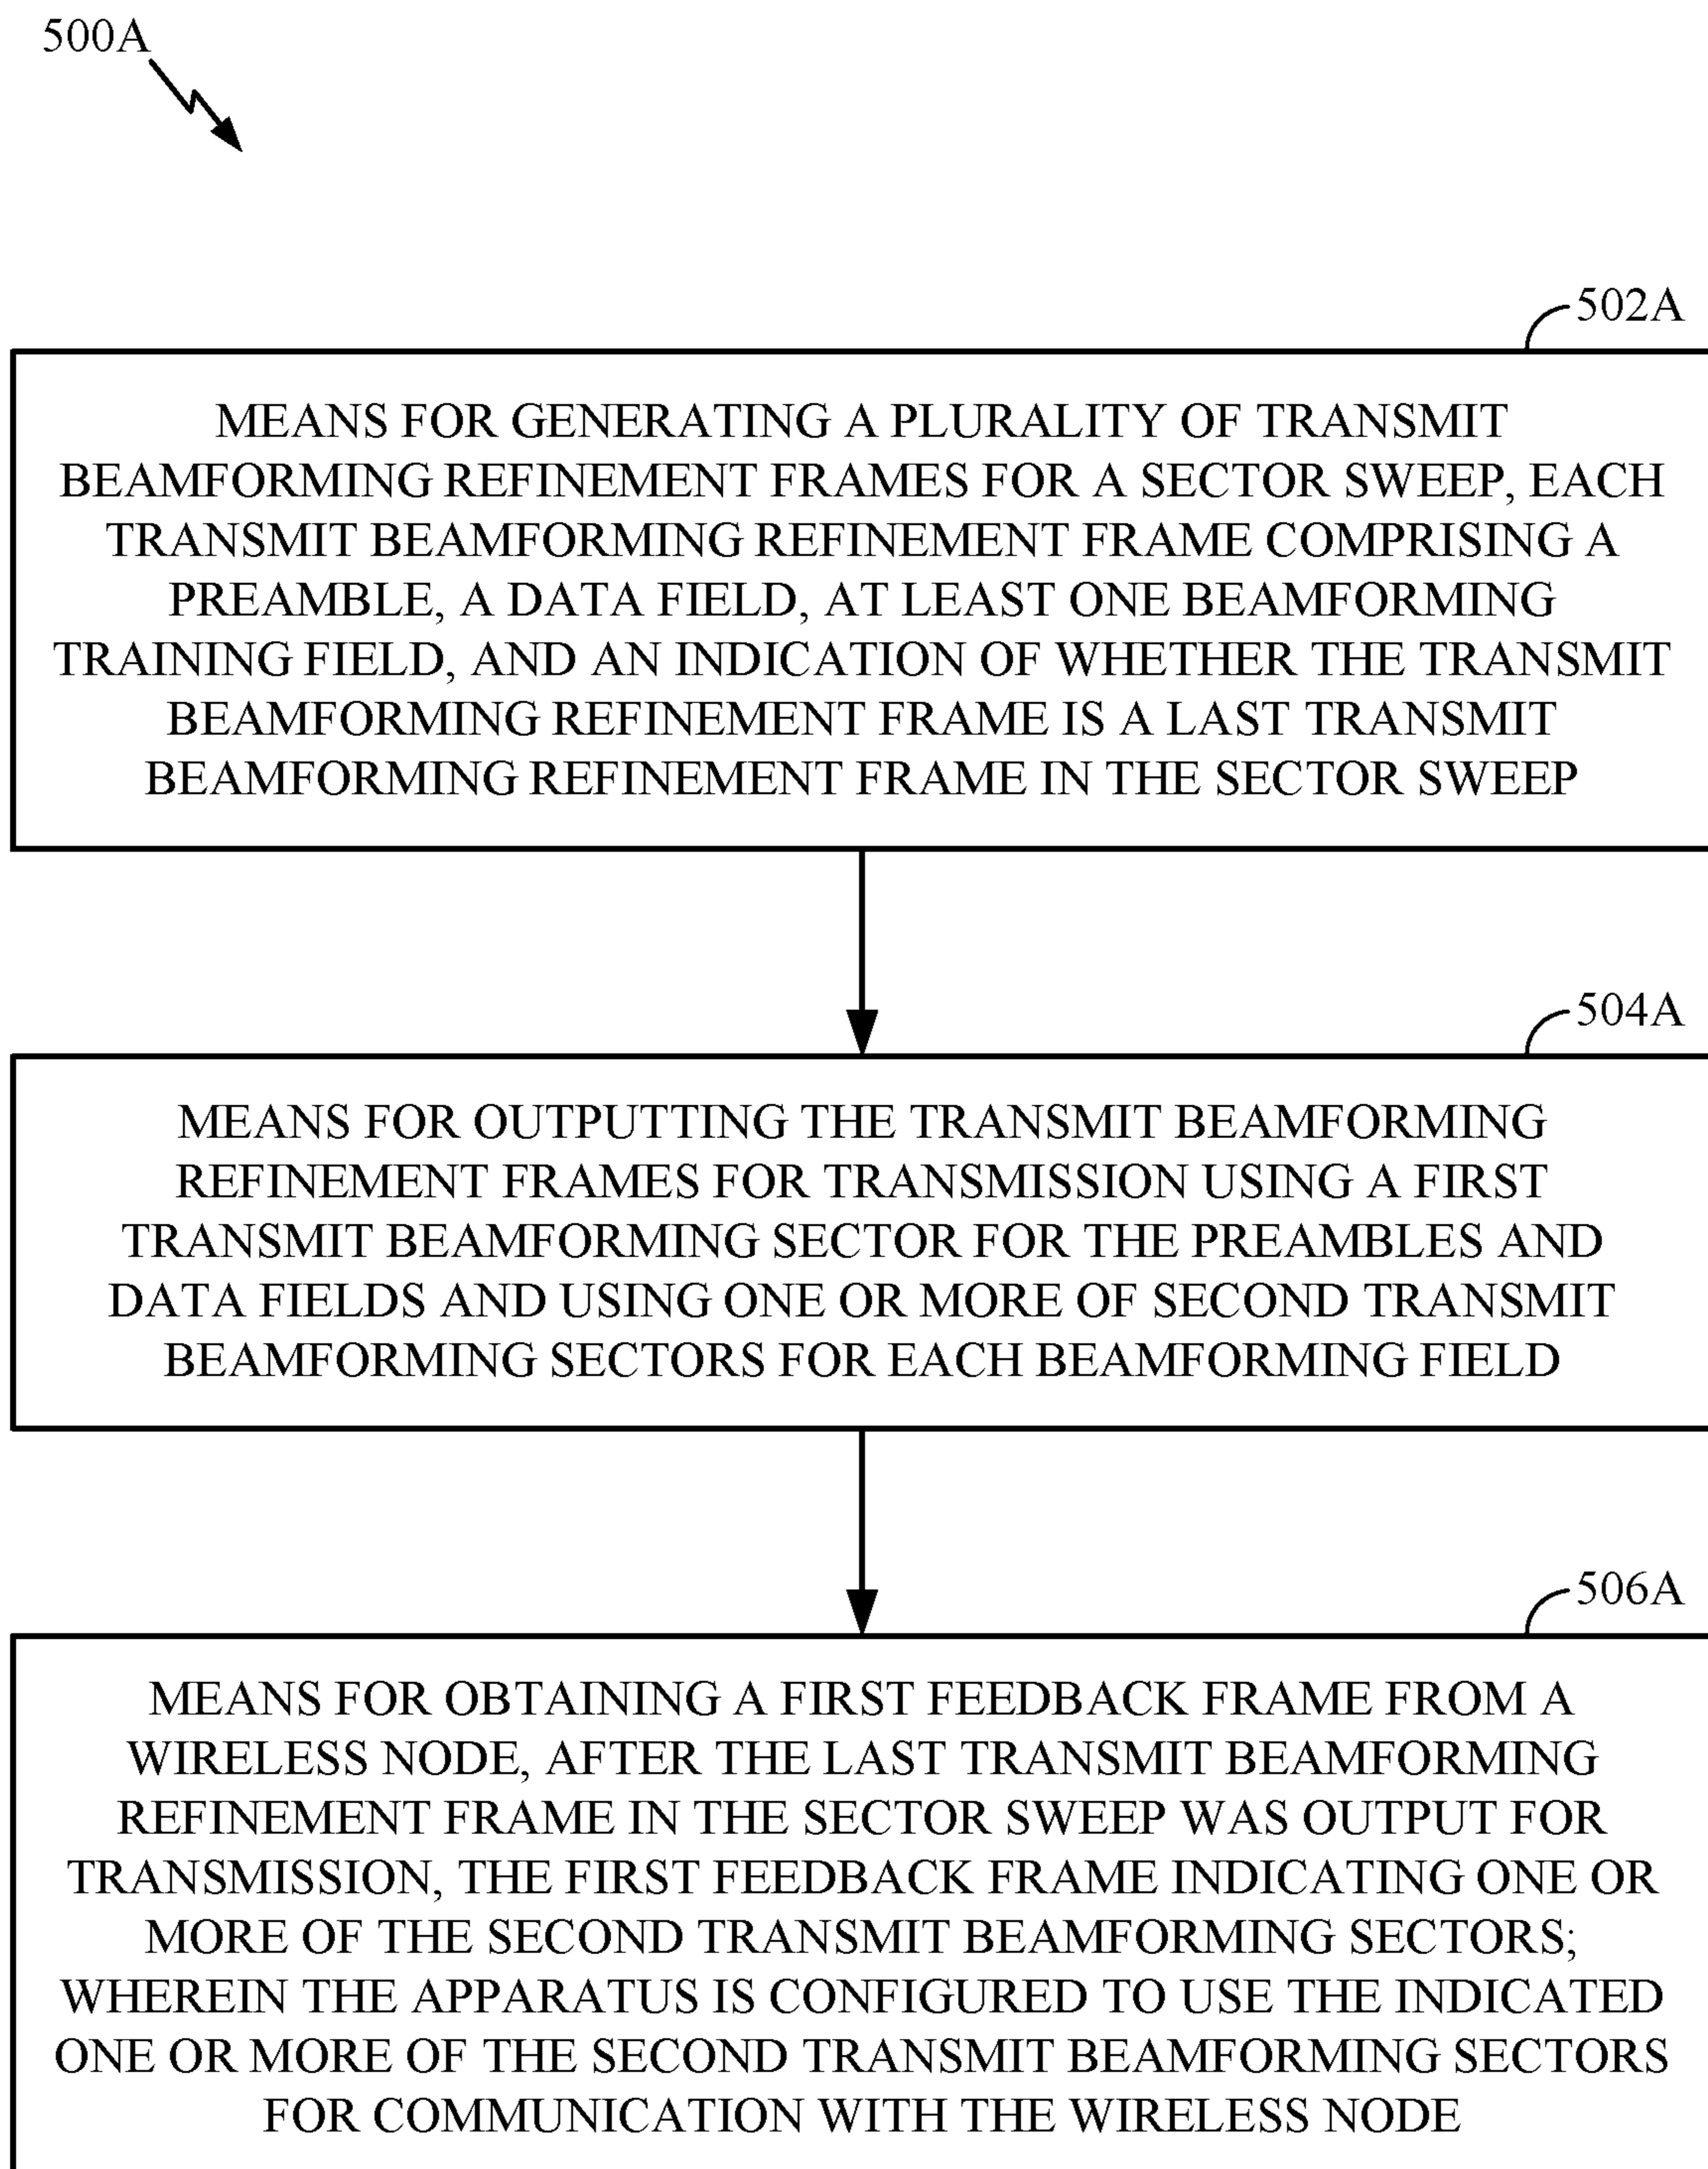 500A
502A
MEANS FOR GENERATING A PLURALITY OF TRANSMIT
BEAMFORMING REFINEMENT FRAMES FOR A SECTOR SWEEP, EACH
TRANSMIT BEAMFORMING REFINEMENT FRAME COMPRISING A
PREAMBLE, A DATA FIELD, AT LEAST ONE BEAMFORMING
TRAINING FIELD, AND AN INDICATION OF WHETHER THE TRANSMIT
BEAMFORMING REFINEMENT FRAME IS A LAST TRANSMIT
BEAMFORMING REFINEMENT FRAME IN THE SECTOR SWEEP
504A
MEANS FOR OUTPUTTING THE TRANSMIT BEAMFORMING
REFINEMENT FRAMES FOR TRANSMISSION USING A FIRST
TRANSMIT BEAMFORMING SECTOR FOR THE PREAMBLES AND
DATA FIELDS AND USING ONE OR MORE OF SECOND TRANSMIT
BEAMFORMING SECTORS FOR EACH BEAMFORMING FIELD
506A
MEANS FOR OBTAINING A FIRST FEEDBACK FRAME FROM A
WIRELESS NODE, AFTER THE LAST TRANSMIT BEAMFORMING
REFINEMENT FRAME IN THE SECTOR SWEEP WAS OUTPUT FOR
TRANSMISSION, THE FIRST FEEDBACK FRAME INDICATING ONE OR
MORE OF THE SECOND TRANSMIT BEAMFORMING SECTORS;
WHEREIN THE APPARATUS IS CONFIGURED TO USE THE INDICATED
ONE OR MORE OF THE SECOND TRANSMIT BEAMFORMING SECTORS
FOR COMMUNICATION WITH THE WIRELESS NODE